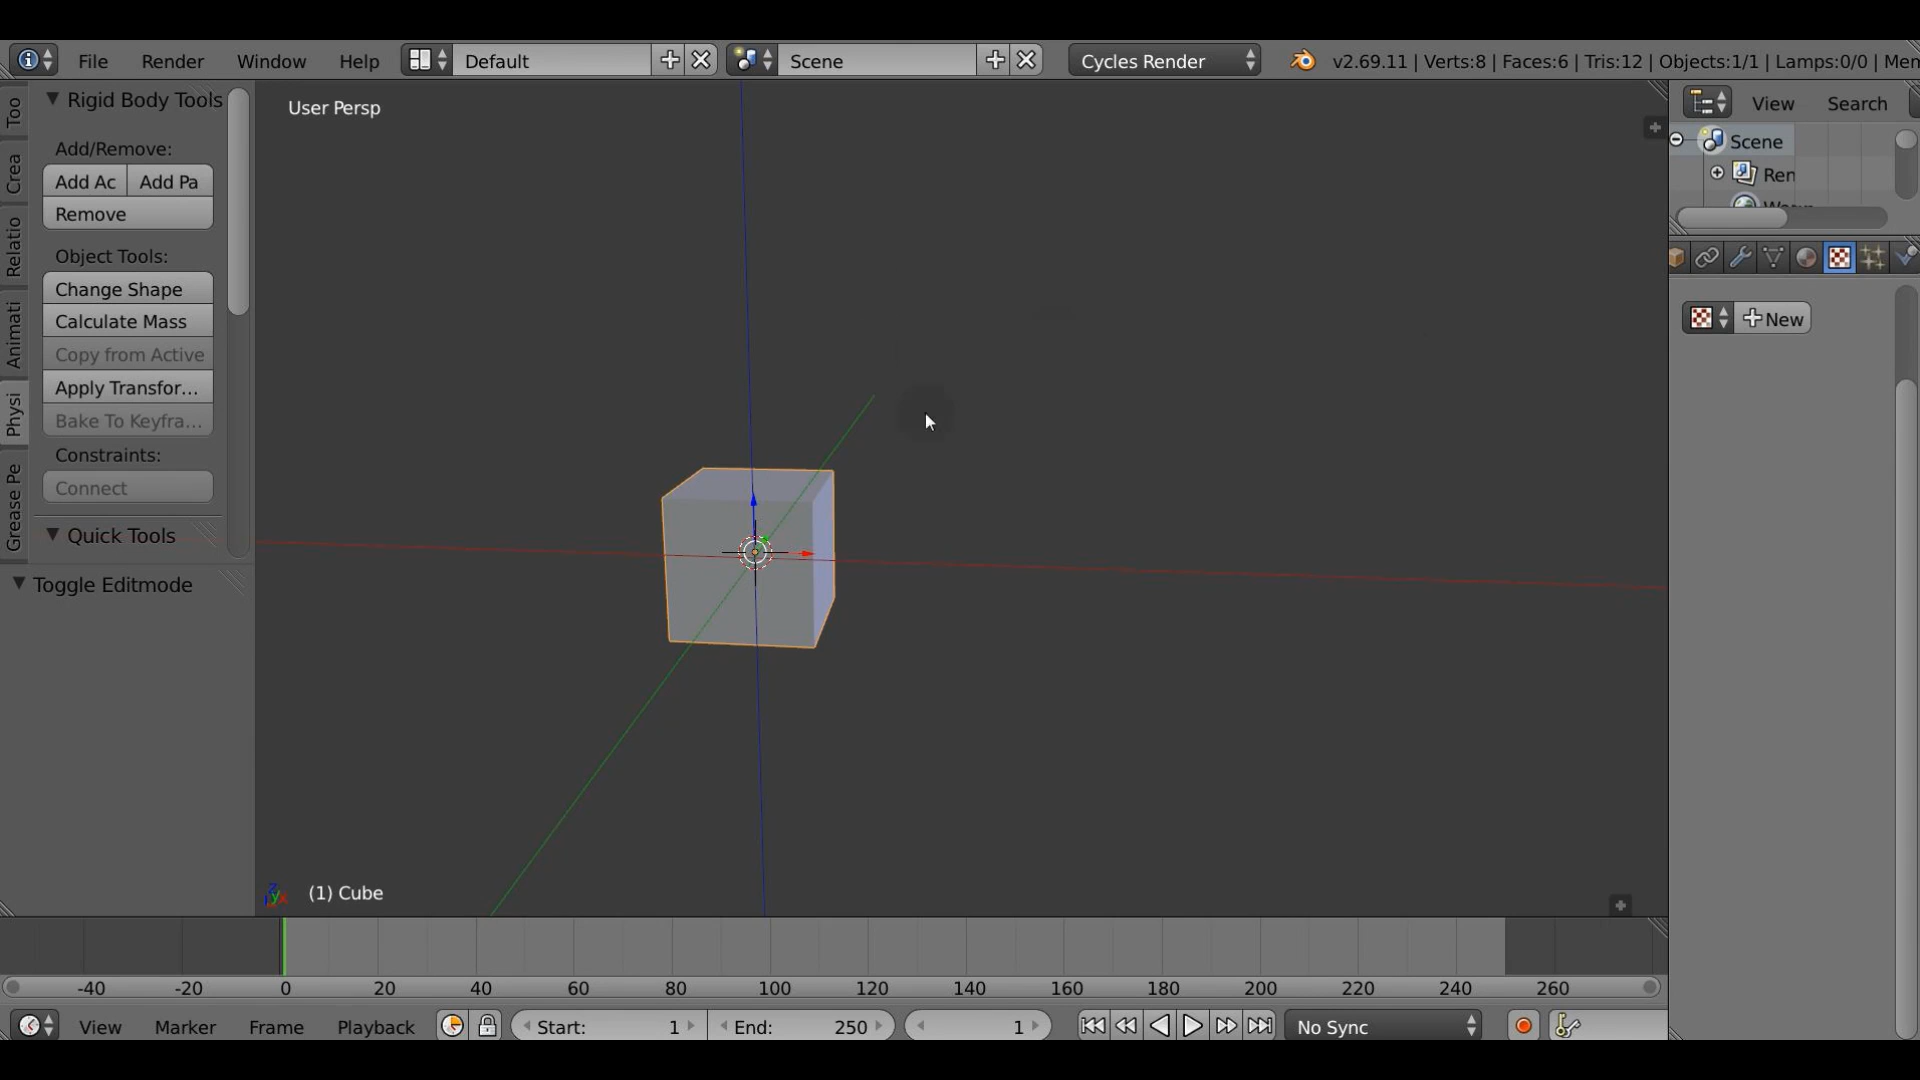 File Render Window Help Default Scene Cycles Render v2.69.11 | Verts:8 | Faces:6 | Tris:12 | Objects:1/1 | Lamps:0/0 | Mem
Too
Crea
Relatio
Animati
Physi
Grease Pe
Rigid Body Tools
Add/Remove:
Add Ac Add Pa
Remove
Object Tools:
Change Shape
Calculate Mass
Copy from Active
Apply Transfor...
Bake To Keyfra...
Constraints:
Connect
Quick Tools
Toggle Editmode
User Persp
(1) Cube
View Search
Scene
Ren
New
-40 -20 0 20 40 60 80 100 120 140 160 180 200 220 240 260
View Marker Frame Playback Start: 1 End: 250 1 No Sync